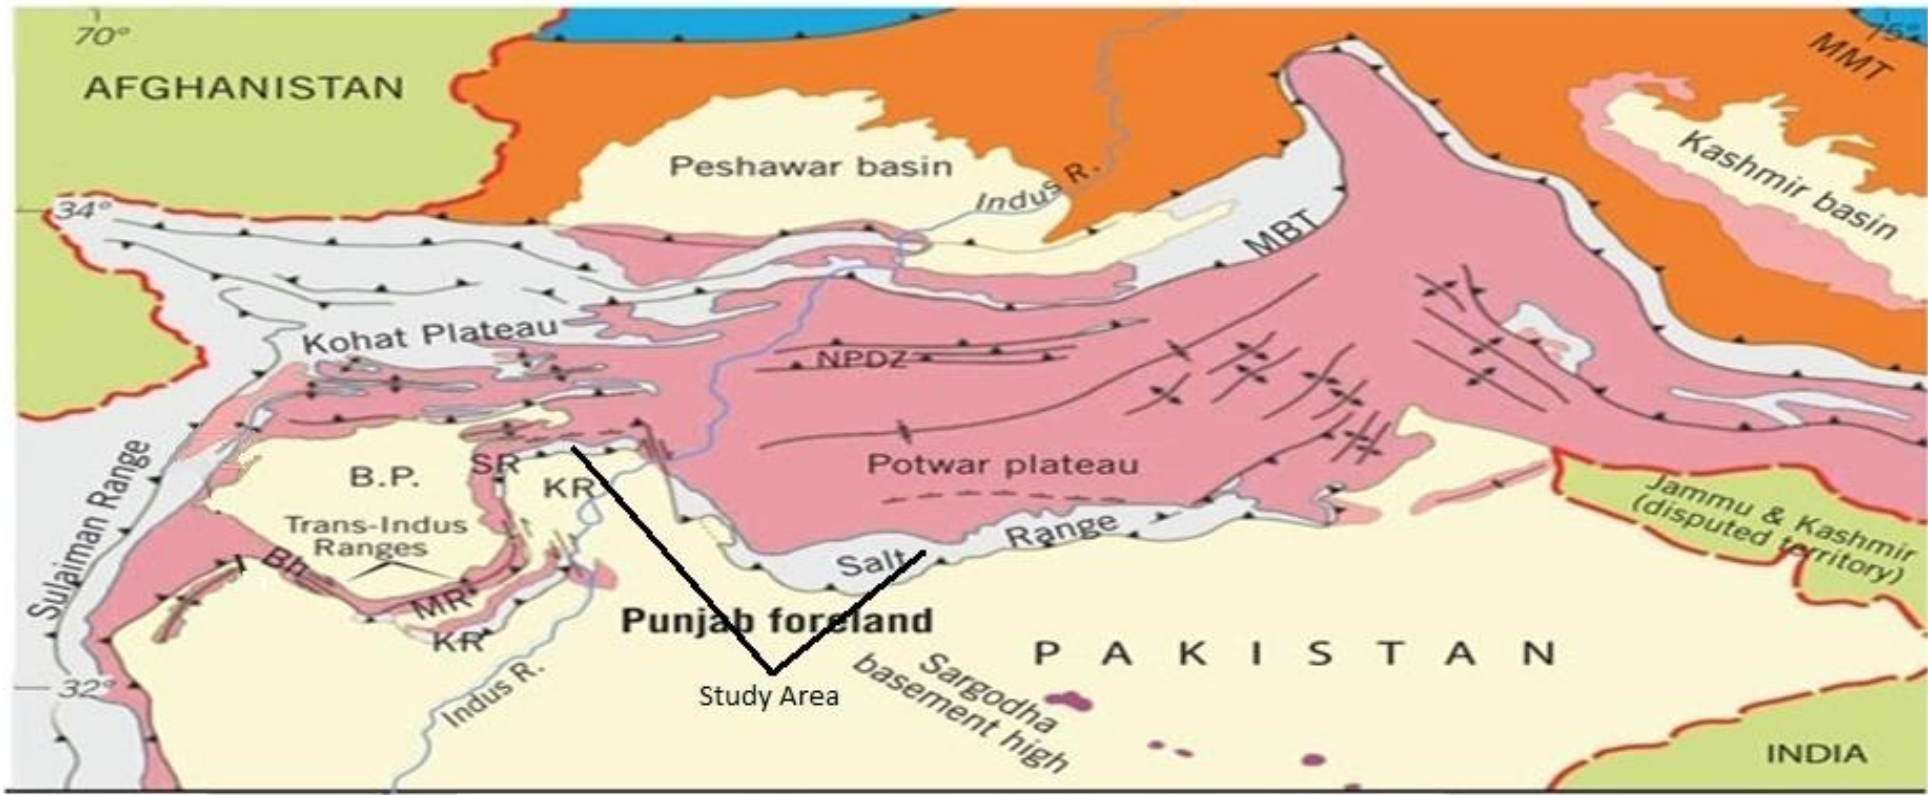 70°
75°
AFGHANISTAN
MMT
Peshawar basin
Kashmir basin
Indus R.
34°
MBT
Kohat Plateau
NPDZ
Sulaiman Range
B.P.
SR
KR
Potwar plateau
Jammu & Kashmir
(disputed territory)
Trans-Indus
Ranges
Salt Range
Bh
MR
KR
Punjab foreland
PAKISTAN
Sargodha
basement high
32°
Indus R.
Study Area
INDIA